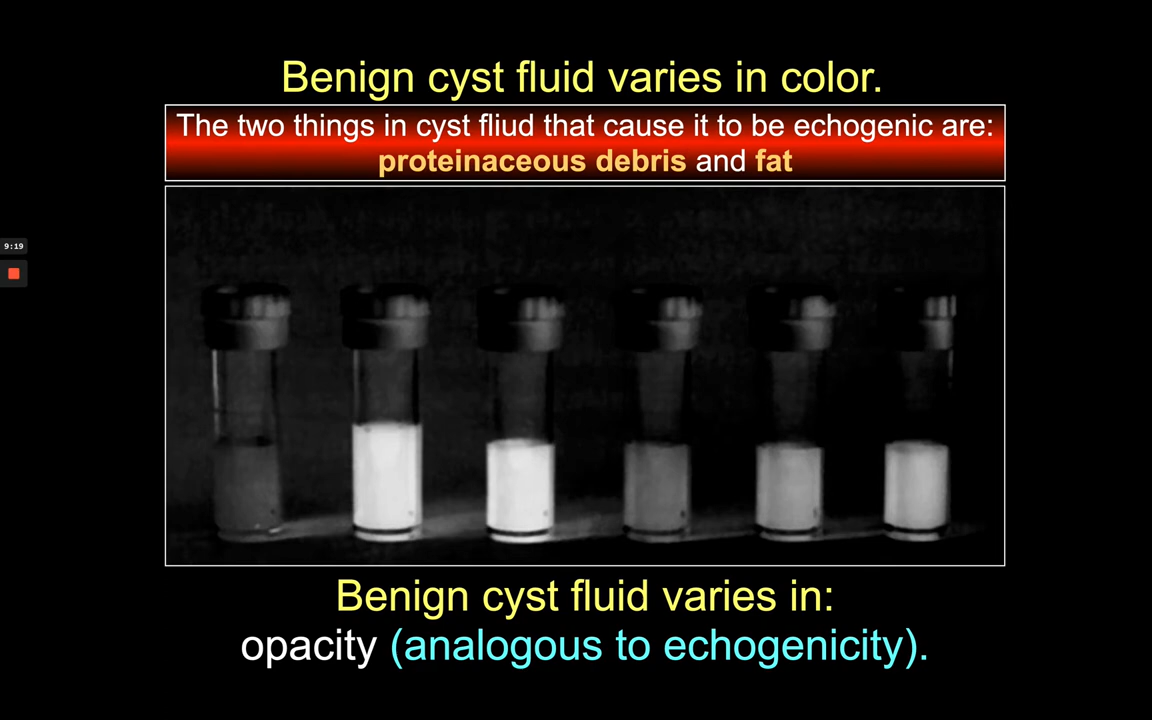 Benign cyst fluid varies in color.
The two things in cyst fliud that cause it to be echogenic are:
proteinaceous debris and fat
9:19
Benign cyst fluid varies in:
opacity (analogous to echogenicity).